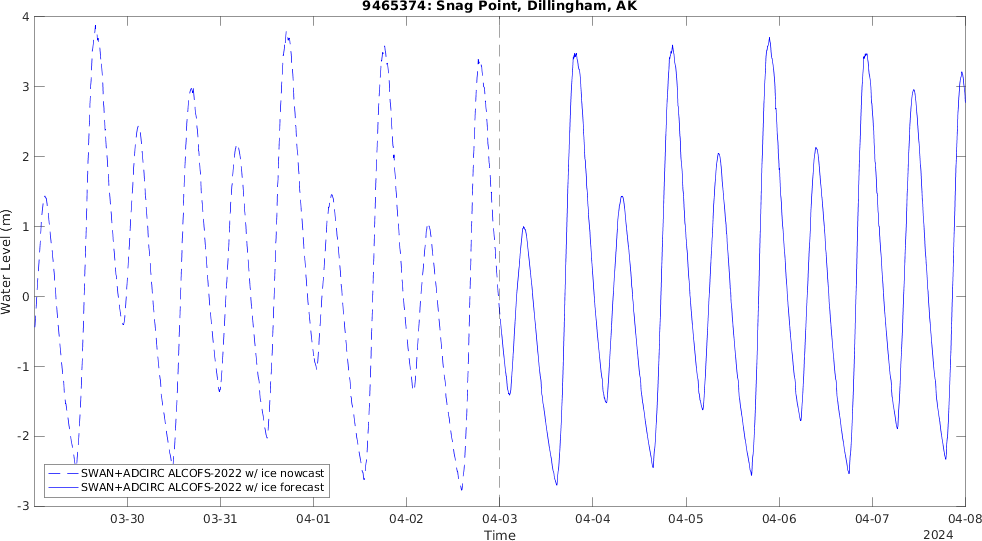 9465374: Snag Point, Dillingham, AK
4
3
2
1
0
-1
-2
-3
Water Level (m)
SWAN+ADCIRC ALCOFS-2022 w/ ice nowcast
SWAN+ADCIRC ALCOFS-2022 w/ ice forecast
03-30 03-31 04-01 04-02 04-03 04-04 04-05 04-06 04-07 04-08
Time
2024